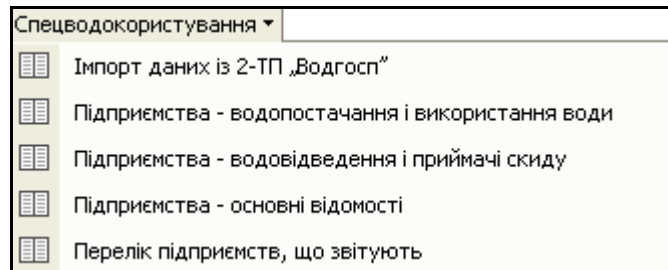 Спецводокористування
Імпорт даних із 2-ТП „Водгосп”
Підприємства - водопостачання і використання води
Підприємства - водовідведення і приймачі скиду
Підприємства - основні відомості
Перелік підприємств, що звітують